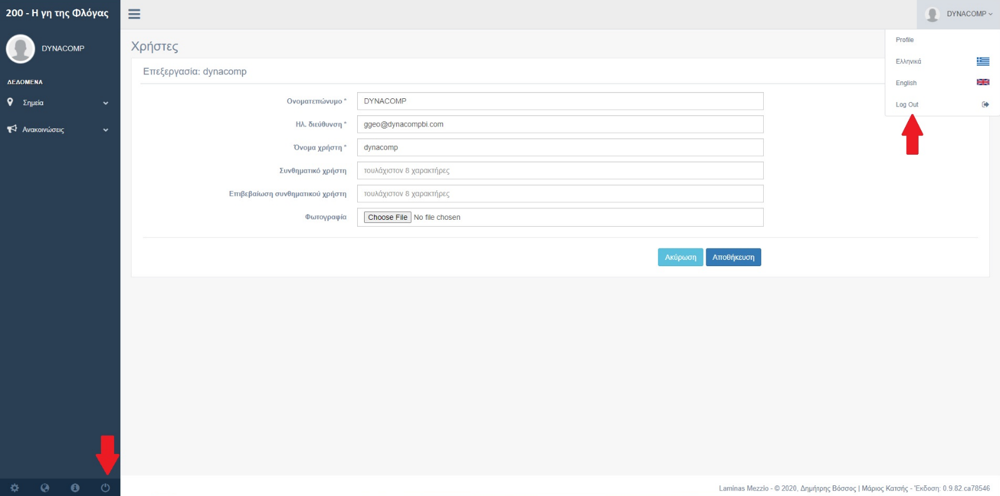 200 - Η γη της Φλόγας
DYNACOMP
DYNACOMP
ΔΕΔΟΜΕΝΑ
Σημεία
Ανακοινώσεις
Profile
Ελληνικά
English
Log Out
Χρήστες
Επεξεργασία: dynacomp
Ονοματεπώνυμο * DYNACOMP
Ηλ. διεύθυνση * ggeo@dynacompbi.com
Όνομα χρήστη * dynacomp
Συνθηματικό χρήστη τουλάχιστον 8 χαρακτήρες
Επιβεβαίωση συνθηματικού χρήστη τουλάχιστον 8 χαρακτήρες
Φωτογραφία Choose File No file chosen
Ακύρωση Αποθήκευση
Laminas Mezzio - © 2020, Δημήτρης Βόσσος | Μάριος Κατσής - Έκδοση: 0.9.82.ca78546